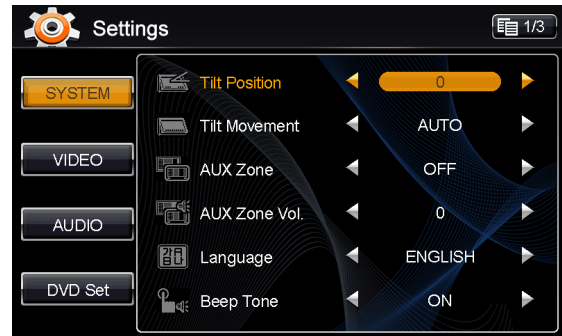 Settings
1/3
SYSTEM
VIDEO
AUDIO
DVD Set
Tilt Position 0
Tilt Movement AUTO
AUX Zone OFF
AUX Zone Vol. 0
Language ENGLISH
Beep Tone ON